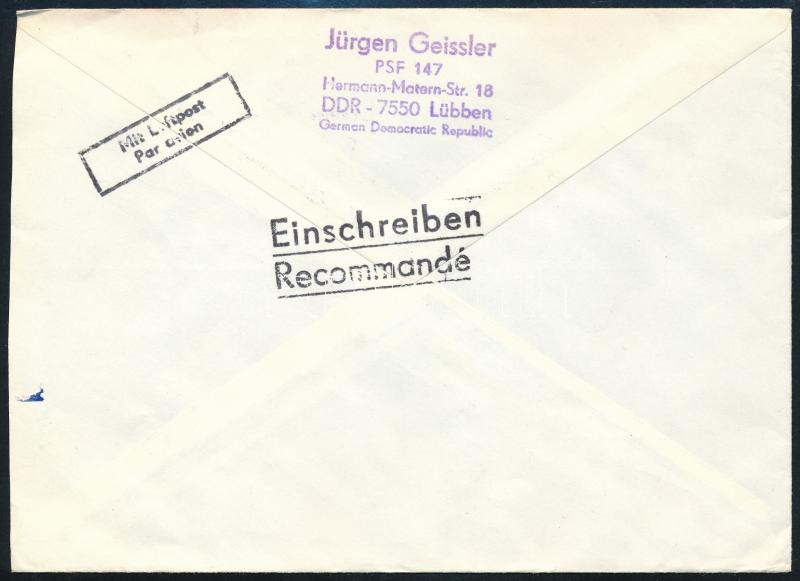 Jürgen Geissler
PSF 147
Hermann-Matern-Str. 18
DDR - 7550 Lübben
German Democratic Republic
Mit Luftpost
Par avion
Einschreiben
Recommandé